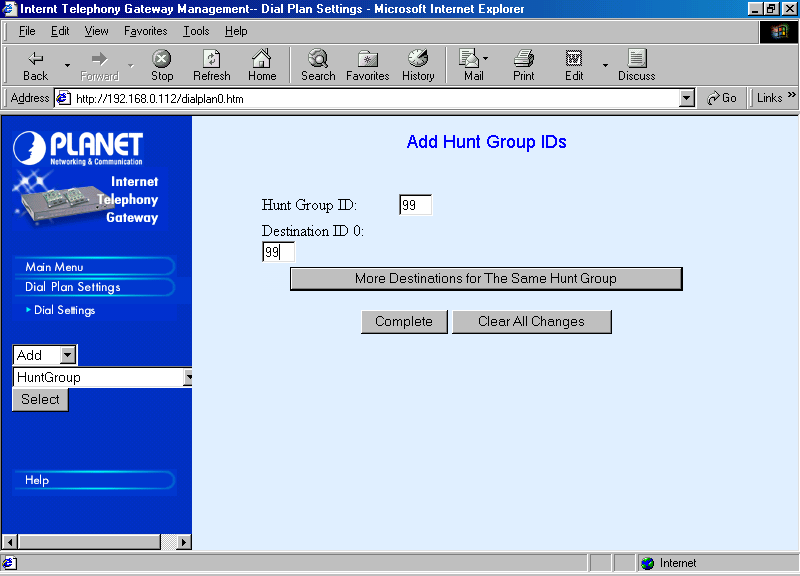 Internt Telephony Gateway Management-- Dial Plan Settings - Microsoft Internet Explorer
File Edit View Favorites Tools Help
Back Forward Stop Refresh Home Search Favorites History Mail Print Edit Discuss
Address http://192.168.0.112/dialplan0.htm Go Links »
PLANET
Networking & Communication
Internet
Telephony
Gateway
Main Menu
Dial Plan Settings
Dial Settings
Add
HuntGroup
Select
Help
Add Hunt Group IDs
Hunt Group ID: 99
Destination ID 0:
99
More Destinations for The Same Hunt Group
Complete Clear All Changes
Internet